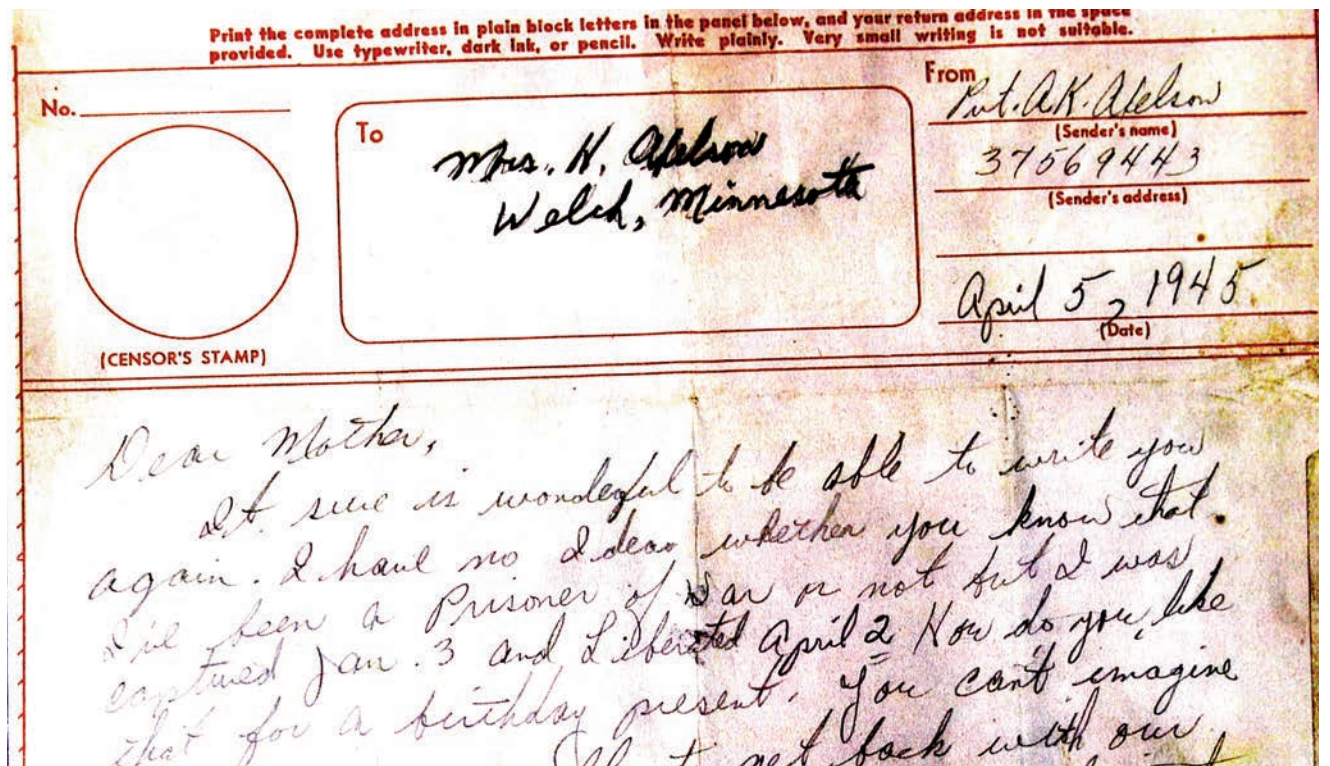 Print the complete address in plain block letters in the panel below, and your return address in the space
provided. Use typewriter, dark ink, or pencil. Write plainly. Very small writing is not suitable.
No.
(CENSOR'S STAMP)
To
Mrs. H. Axelson
Welch, Minnesota
From
Pvt. A.K. Axelson
(Sender's name)
37569443
(Sender's address)
April 5, 1945
(Date)
Dear Mother,
It sure is wonderful to be able to write you
again. I have no Idea whether you know that
I've been a Prisoner of War or not but I was
captured Jan. 3 and Liberated April 2 How do you like
that for a birthday present. You can't imagine
get back with our